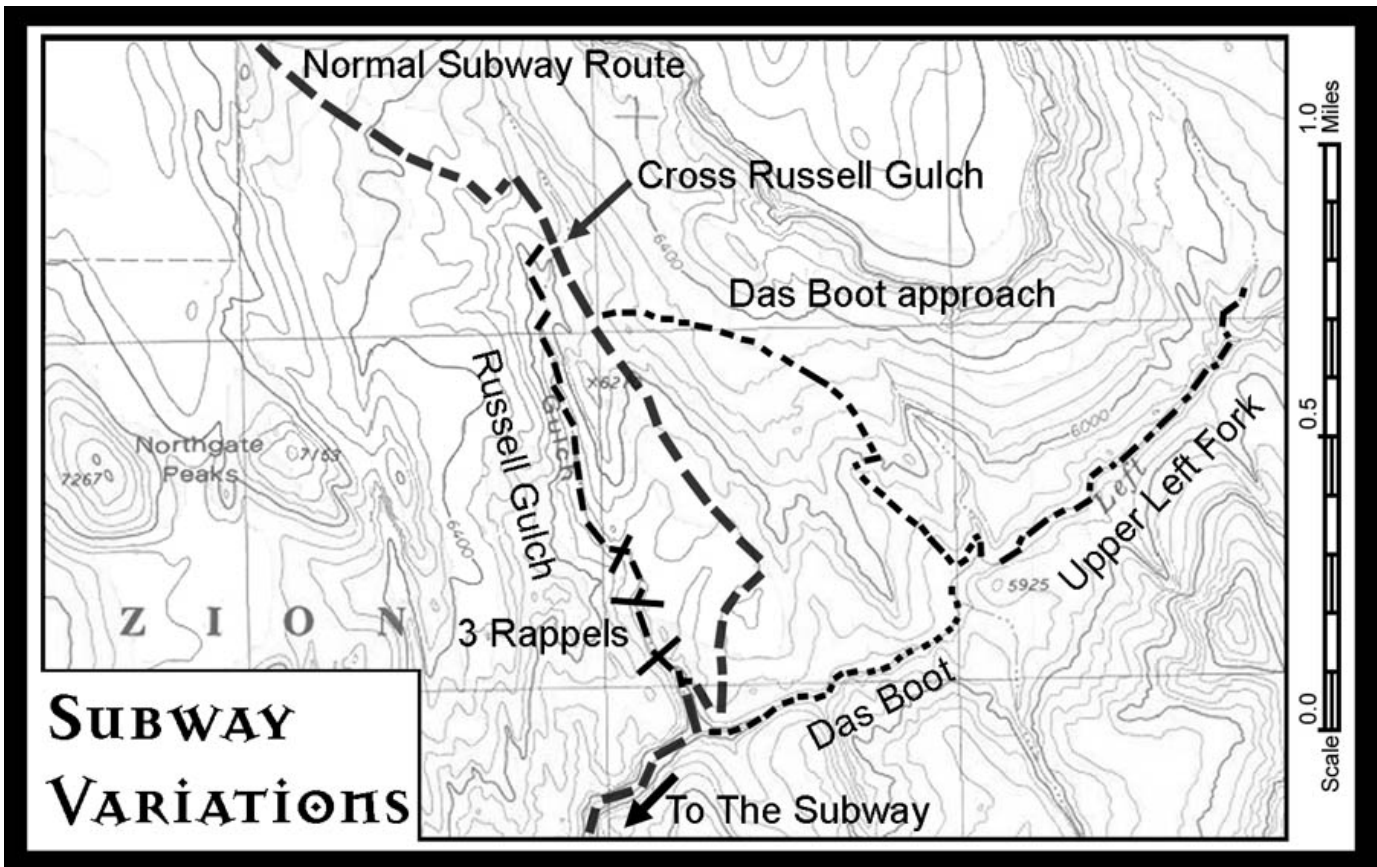 Normal Subway Route
Cross Russell Gulch
6400
Das Boot approach
Russell Gulch
Gulch
×627
Northgate
Peaks
7267
7153
6400
6000
Left
Upper Left Fork
5925
3 Rappels
ZION
Das Boot
To The Subway
SUBWAY
VARiATiONS
1.0
Miles
0.5
0.0
Scale